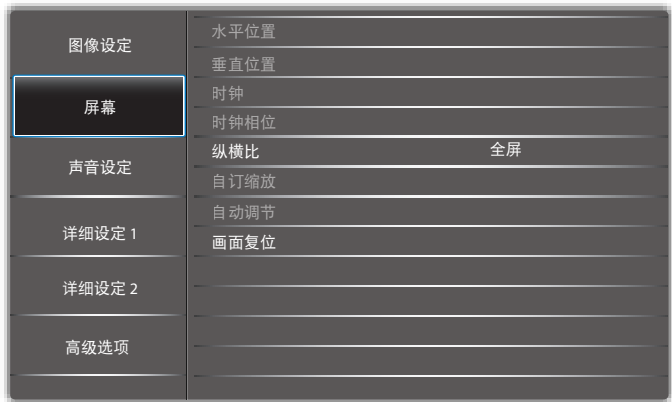 图像设定
屏幕
声音设定
详细设定 1
详细设定 2
高级选项
水平位置
垂直位置
时钟
时钟相位
纵横比 全屏
自订缩放
自动调节
画面复位